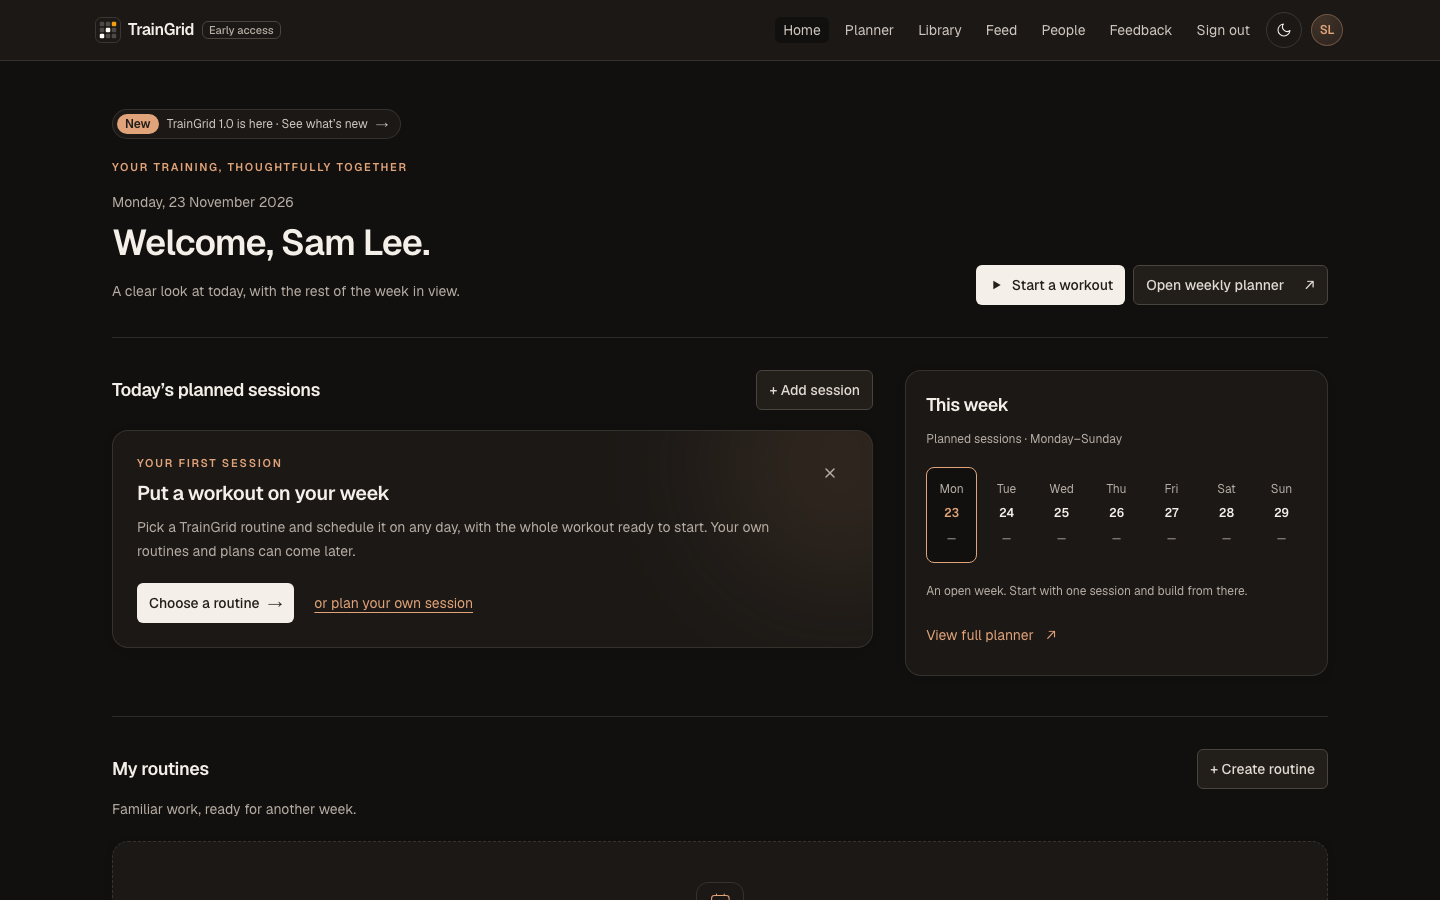 TrainGrid Early access
Home Planner Library Feed People Feedback Sign out SL
New TrainGrid 1.0 is here · See what's new →
YOUR TRAINING, THOUGHTFULLY TOGETHER
Monday, 23 November 2026
Welcome, Sam Lee.
A clear look at today, with the rest of the week in view.
Start a workout
Open weekly planner ↗
Today's planned sessions
+ Add session
YOUR FIRST SESSION
Put a workout on your week
Pick a TrainGrid routine and schedule it on any day, with the whole workout ready to start. Your own
routines and plans can come later.
Choose a routine →
or plan your own session
This week
Planned sessions · Monday–Sunday
Mon Tue Wed Thu Fri Sat Sun
23 24 25 26 27 28 29
– – – – – – –
An open week. Start with one session and build from there.
View full planner ↗
My routines
+ Create routine
Familiar work, ready for another week.